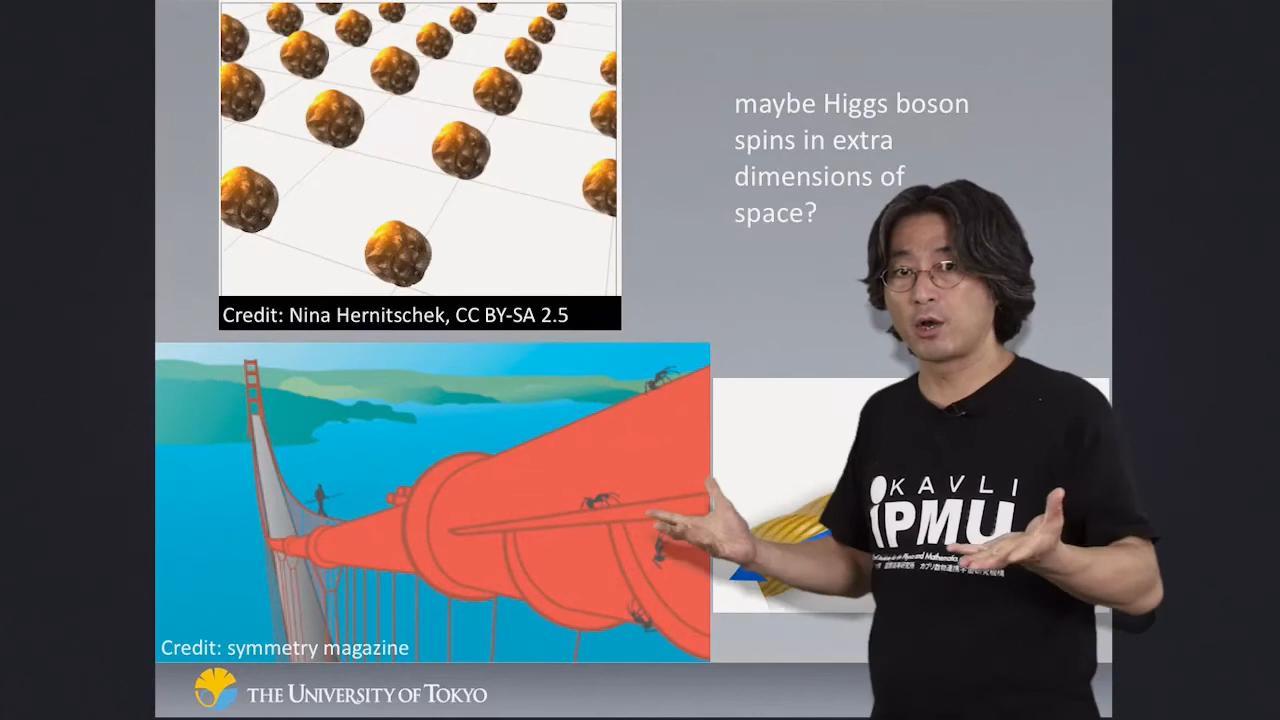 maybe Higgs boson
spins in extra
dimensions of
space?
Credit: Nina Hernitschek, CC BY-SA 2.5
KAVLI
IPMU
Credit: symmetry magazine
THE UNIVERSITY OF TOKYO